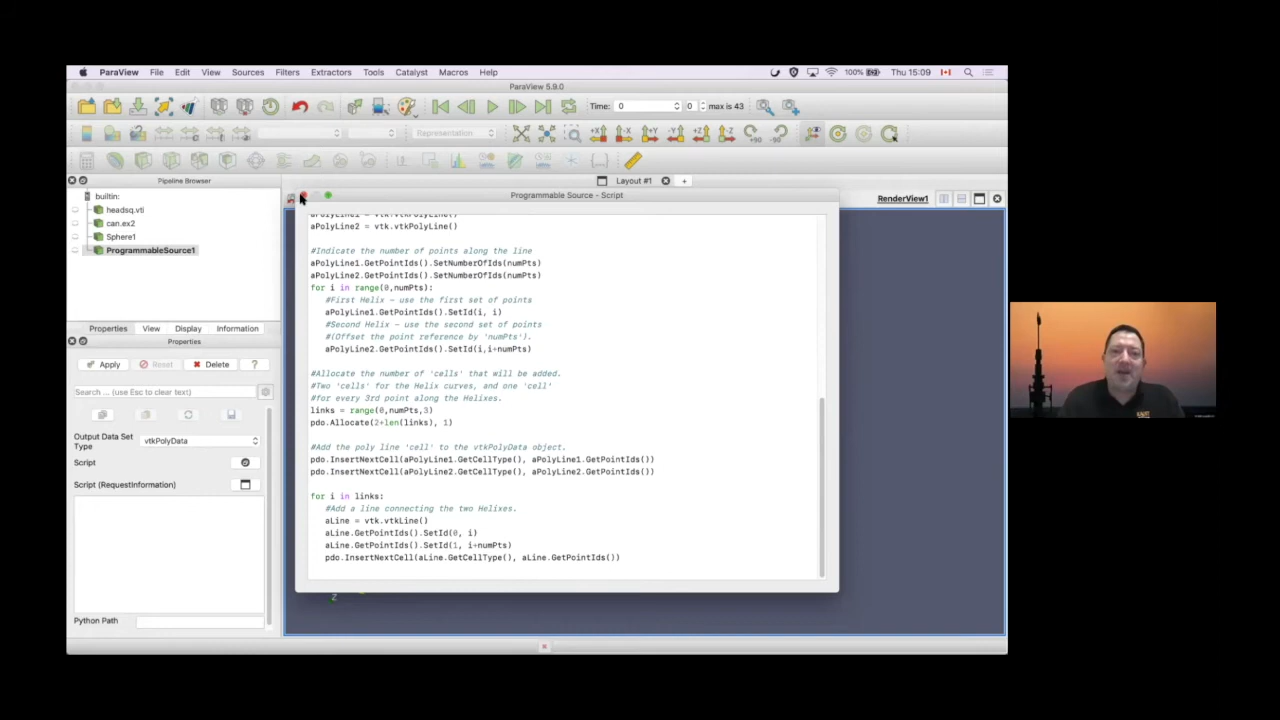 ParaView File Edit View Sources Filters Extractors Tools Catalyst Macros Help 100% Thu 15:09
ParaView 5.9.0
Time: 0 0 max is 43
Representation
+X -X +Y -Y +Z -Z +90 -90
Pipeline Browser
Layout #1 +
builtin:
headsq.vti
can.ex2
Sphere1
ProgrammableSource1
Programmable Source - Script
RenderView1
aPolyLine1 = vtk.vtkPolyLine()
aPolyLine2 = vtk.vtkPolyLine()
#Indicate the number of points along the line
aPolyLine1.GetPointIds().SetNumberOfIds(numPts)
aPolyLine2.GetPointIds().SetNumberOfIds(numPts)
for i in range(0,numPts):
#First Helix - use the first set of points
aPolyLine1.GetPointIds().SetId(i, i)
#Second Helix - use the second set of points
#(Offset the point reference by 'numPts').
aPolyLine2.GetPointIds().SetId(i,i+numPts)
#Allocate the number of 'cells' that will be added.
#Two 'cells' for the Helix curves, and one 'cell'
#for every 3rd point along the Helixes.
links = range(0,numPts,3)
pdo.Allocate(2+len(links), 1)
#Add the poly line 'cell' to the vtkPolyData object.
pdo.InsertNextCell(aPolyLine1.GetCellType(), aPolyLine1.GetPointIds())
pdo.InsertNextCell(aPolyLine2.GetCellType(), aPolyLine2.GetPointIds())
for i in links:
#Add a line connecting the two Helixes.
aLine = vtk.vtkLine()
aLine.GetPointIds().SetId(0, i)
aLine.GetPointIds().SetId(1, i+numPts)
pdo.InsertNextCell(aLine.GetCellType(), aLine.GetPointIds())
Properties View Display Information
Properties
Apply Reset Delete ?
Search ... (use Esc to clear text)
Output Data Set
Type
vtkPolyData
Script
Script (RequestInformation)
Python Path
Z